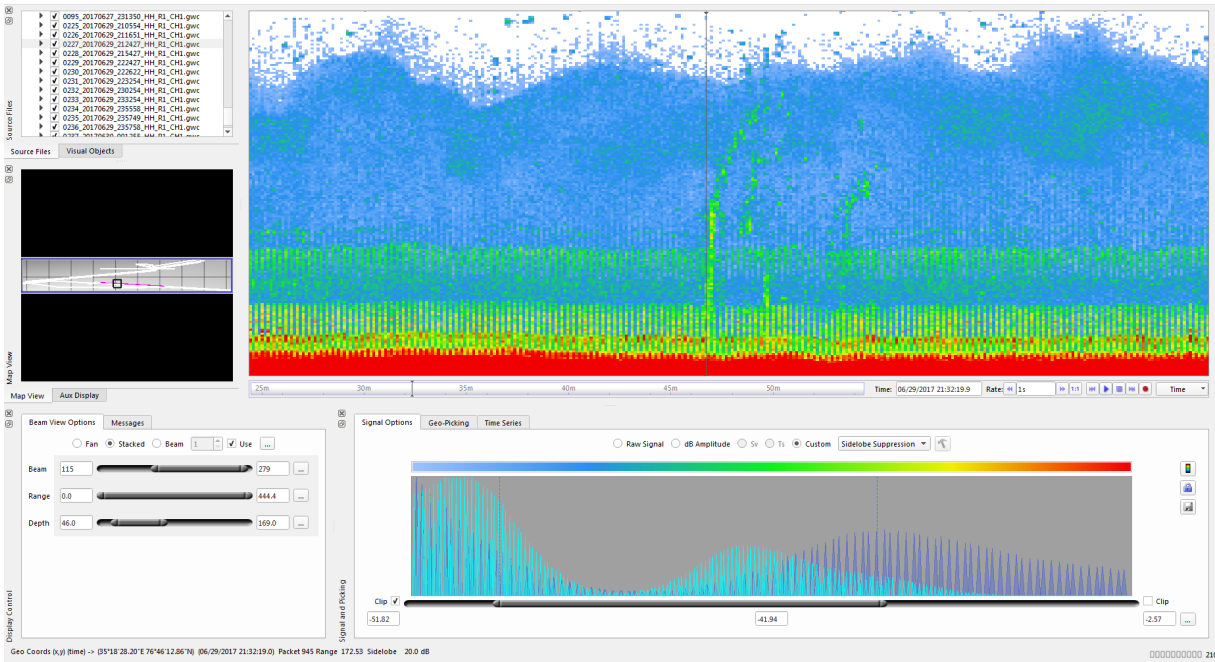 0095_20170627_231350_HH_R1_CH1.gwc
0225_20170629_210554_HH_R1_CH1.gwc
0226_20170629_211651_HH_R1_CH1.gwc
0227_20170629_212427_HH_R1_CH1.gwc
0228_20170629_215427_HH_R1_CH1.gwc
0229_20170629_222427_HH_R1_CH1.gwc
0230_20170629_222622_HH_R1_CH1.gwc
0231_20170629_223254_HH_R1_CH1.gwc
0232_20170629_230254_HH_R1_CH1.gwc
0233_20170629_233254_HH_R1_CH1.gwc
0234_20170629_235558_HH_R1_CH1.gwc
0235_20170629_235749_HH_R1_CH1.gwc
0236_20170629_235758_HH_R1_CH1.gwc
Source Files
Source Files Visual Objects
Map View
Map View Aux Display
25m 30m 35m 40m 45m 50m
Time: 06/29/2017 21:32:19.9 Rate: 1s 1:1 Time
Beam View Options Messages
Fan Stacked Beam 1 Use ...
Beam 115 279 ...
Range 0.0 444.4 ...
Depth 46.0 169.0 ...
Display Control
Signal Options Geo-Picking Time Series
Raw Signal dB Amplitude Sv Ts Custom Sidelobe Suppression
Clip Clip
-51.82 -41.94 -2.57 ...
Signal and Picking
Geo Coords (x,y) (time) -> (35°18'28.20"E 76°46'12.86"N) (06/29/2017 21:32:19.0) Packet 945 Range 172.53 Sidelobe 20.0 dB